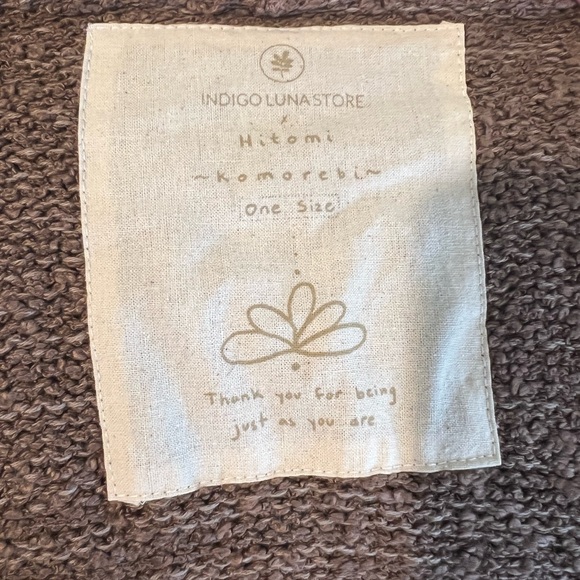 INDIGO LUNA STORE
x
Hitomi
~Komorebi~
One Size
Thank you for being
just as you are